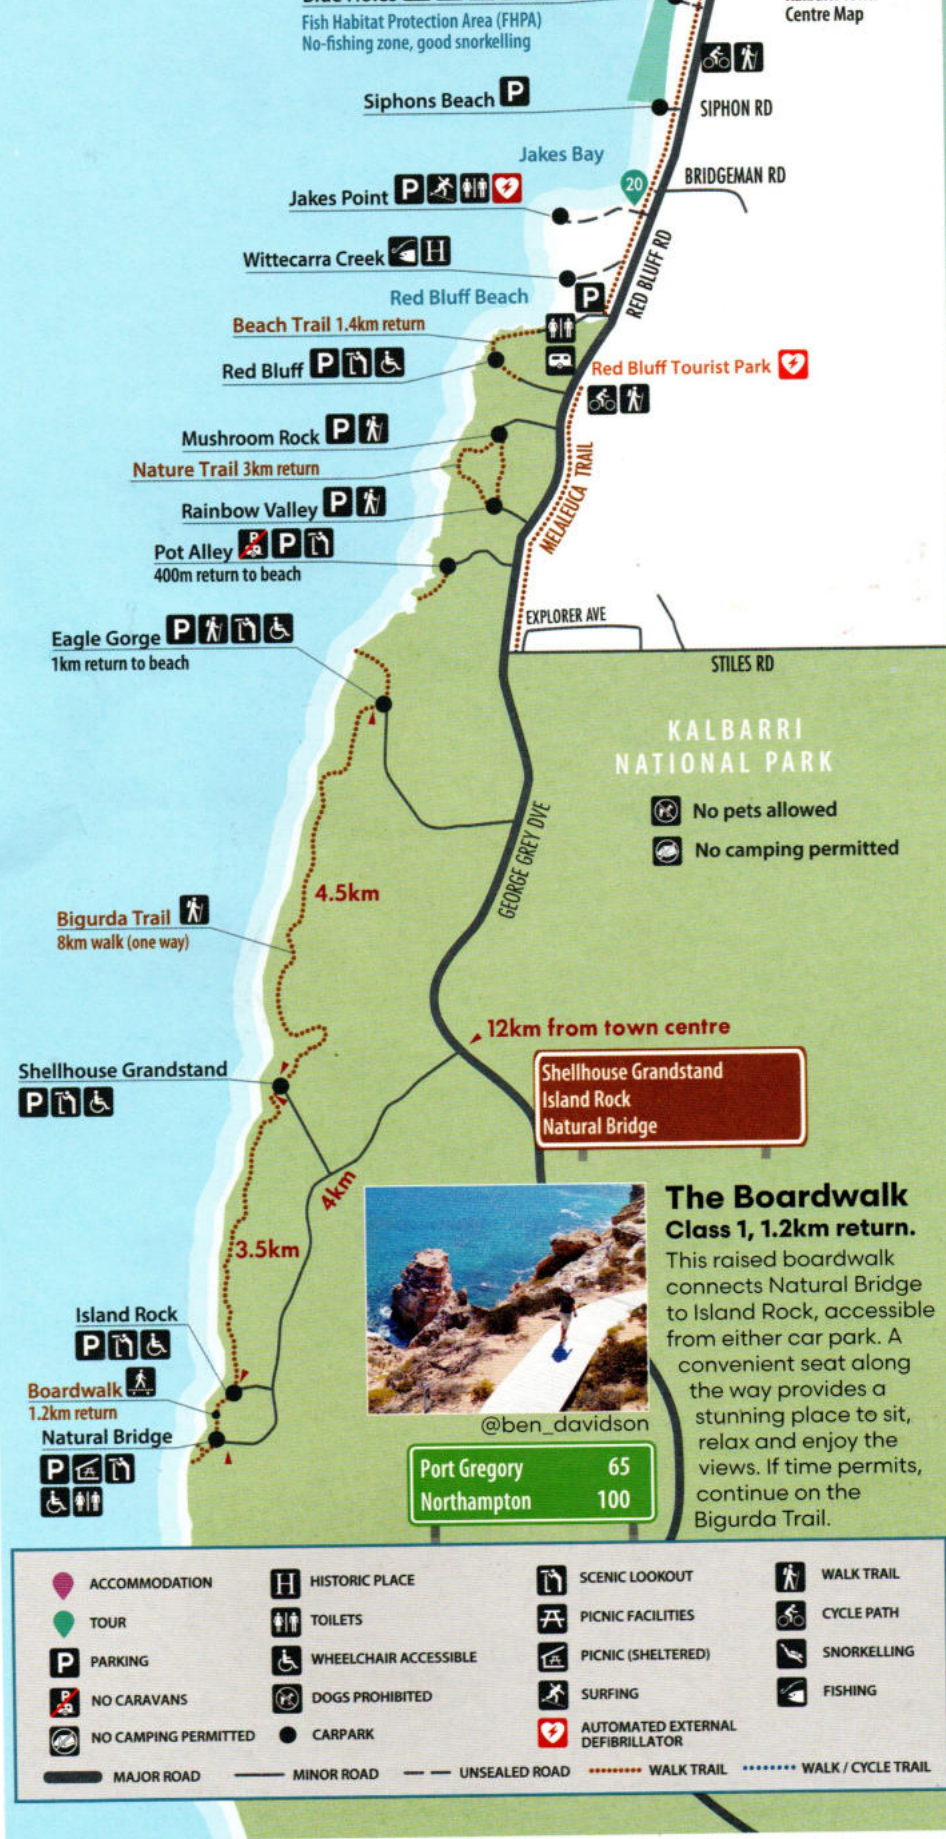 Centre Map
Fish Habitat Protection Area (FHPA)
No-fishing zone, good snorkelling
Siphons Beach P
SIPHON RD
Jakes Bay
20
BRIDGEMAN RD
Jakes Point P
Wittecarra Creek H
RED BLUFF RD
Red Bluff Beach
P
Beach Trail 1.4km return
Red Bluff P
Red Bluff Tourist Park
Mushroom Rock P
Nature Trail 3km return
MELALEUCA TRAIL
Rainbow Valley P
Pot Alley P P
400m return to beach
EXPLORER AVE
Eagle Gorge P
1km return to beach
STILES RD
KALBARRI
NATIONAL PARK
No pets allowed
No camping permitted
GEORGE GREY DVE
4.5km
Bigurda Trail
8km walk (one way)
12km from town centre
Shellhouse Grandstand
P
Shellhouse Grandstand
Island Rock
Natural Bridge
4km
3.5km
The Boardwalk
Class 1, 1.2km return.
This raised boardwalk
connects Natural Bridge
to Island Rock, accessible
from either car park. A
convenient seat along
the way provides a
stunning place to sit,
relax and enjoy the
views. If time permits,
continue on the
Bigurda Trail.
Island Rock
P
Boardwalk
1.2km return
Natural Bridge
P
@ben_davidson
Port Gregory 65
Northampton 100
ACCOMMODATION
TOUR
P PARKING
P NO CARAVANS
NO CAMPING PERMITTED
H HISTORIC PLACE
TOILETS
WHEELCHAIR ACCESSIBLE
DOGS PROHIBITED
CARPARK
SCENIC LOOKOUT
PICNIC FACILITIES
PICNIC (SHELTERED)
SURFING
AUTOMATED EXTERNAL
DEFIBRILLATOR
WALK TRAIL
CYCLE PATH
SNORKELLING
FISHING
MAJOR ROAD
MINOR ROAD
UNSEALED ROAD
WALK TRAIL
WALK / CYCLE TRAIL